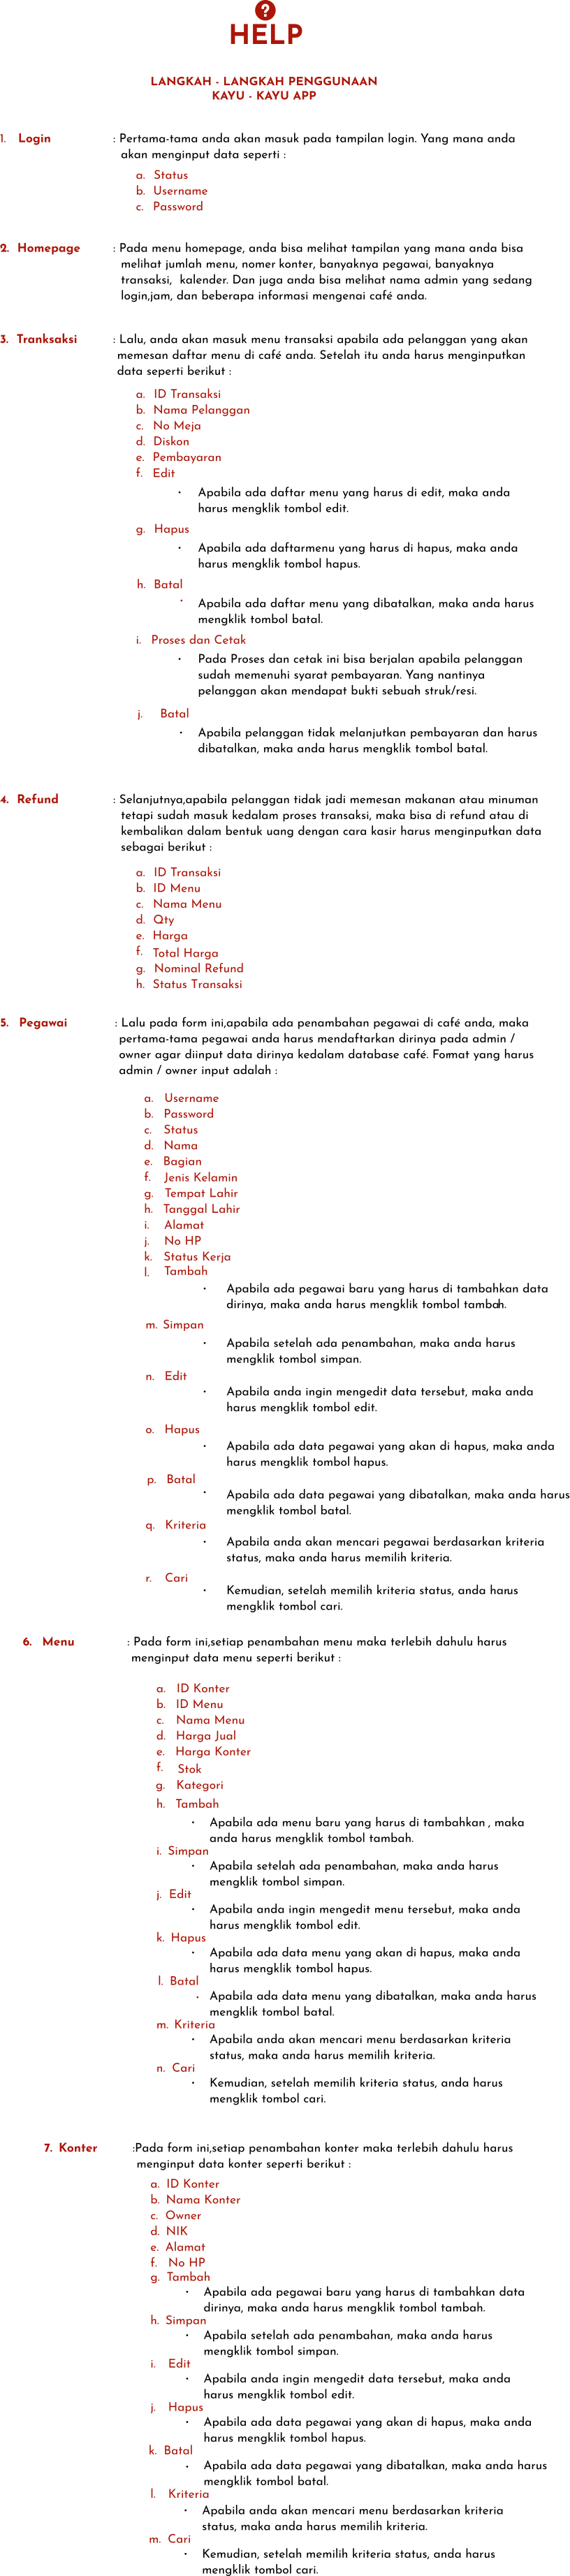 ?
HELP
LANGKAH - LANGKAH PENGGUNAAN
KAYU - KAYU APP
1. Login : Pertama-tama anda akan masuk pada tampilan login. Yang mana anda
akan menginput data seperti :
a. Status
b. Username
c. Password
2. Homepage : Pada menu homepage, anda bisa melihat tampilan yang mana anda bisa
melihat jumlah menu, nomer konter, banyaknya pegawai, banyaknya
transaksi, kalender. Dan juga anda bisa melihat nama admin yang sedang
login,jam, dan beberapa informasi mengenai café anda.
3. Tranksaksi : Lalu, anda akan masuk menu transaksi apabila ada pelanggan yang akan
memesan daftar menu di café anda. Setelah itu anda harus menginputkan
data seperti berikut :
a. ID Transaksi
b. Nama Pelanggan
c. No Meja
d. Diskon
e. Pembayaran
f. Edit
• Apabila ada daftar menu yang harus di edit, maka anda
harus mengklik tombol edit.
g. Hapus
• Apabila ada daftarmenu yang harus di hapus, maka anda
harus mengklik tombol hapus.
h. Batal
• Apabila ada daftar menu yang dibatalkan, maka anda harus
mengklik tombol batal.
i. Proses dan Cetak
• Pada Proses dan cetak ini bisa berjalan apabila pelanggan
sudah memenuhi syarat pembayaran. Yang nantinya
pelanggan akan mendapat bukti sebuah struk/resi.
j. Batal
• Apabila pelanggan tidak melanjutkan pembayaran dan harus
dibatalkan, maka anda harus mengklik tombol batal.
4. Refund : Selanjutnya,apabila pelanggan tidak jadi memesan makanan atau minuman
tetapi sudah masuk kedalam proses transaksi, maka bisa di refund atau di
kembalikan dalam bentuk uang dengan cara kasir harus menginputkan data
sebagai berikut :
a. ID Transaksi
b. ID Menu
c. Nama Menu
d. Qty
e. Harga
f. Total Harga
g. Nominal Refund
h. Status Transaksi
5. Pegawai : Lalu pada form ini,apabila ada penambahan pegawai di café anda, maka
pertama-tama pegawai anda harus mendaftarkan dirinya pada admin /
owner agar diinput data dirinya kedalam database café. Fomat yang harus
admin / owner input adalah :
a. Username
b. Password
c. Status
d. Nama
e. Bagian
f. Jenis Kelamin
g. Tempat Lahir
h. Tanggal Lahir
i. Alamat
j. No HP
k. Status Kerja
l. Tambah
• Apabila ada pegawai baru yang harus di tambahkan data
dirinya, maka anda harus mengklik tombol tambah.
m. Simpan
• Apabila setelah ada penambahan, maka anda harus
mengklik tombol simpan.
n. Edit
• Apabila anda ingin mengedit data tersebut, maka anda
harus mengklik tombol edit.
o. Hapus
• Apabila ada data pegawai yang akan di hapus, maka anda
harus mengklik tombol hapus.
p. Batal
• Apabila ada data pegawai yang dibatalkan, maka anda harus
mengklik tombol batal.
q. Kriteria
• Apabila anda akan mencari pegawai berdasarkan kriteria
status, maka anda harus memilih kriteria.
r. Cari
• Kemudian, setelah memilih kriteria status, anda harus
mengklik tombol cari.
6. Menu : Pada form ini,setiap penambahan menu maka terlebih dahulu harus
menginput data menu seperti berikut :
a. ID Konter
b. ID Menu
c. Nama Menu
d. Harga Jual
e. Harga Konter
f. Stok
g. Kategori
h. Tambah
• Apabila ada menu baru yang harus di tambahkan , maka
anda harus mengklik tombol tambah.
i. Simpan
• Apabila setelah ada penambahan, maka anda harus
mengklik tombol simpan.
j. Edit
• Apabila anda ingin mengedit menu tersebut, maka anda
harus mengklik tombol edit.
k. Hapus
• Apabila ada data menu yang akan di hapus, maka anda
harus mengklik tombol hapus.
l. Batal
• Apabila ada data menu yang dibatalkan, maka anda harus
mengklik tombol batal.
m. Kriteria
• Apabila anda akan mencari menu berdasarkan kriteria
status, maka anda harus memilih kriteria.
n. Cari
• Kemudian, setelah memilih kriteria status, anda harus
mengklik tombol cari.
7. Konter :Pada form ini,setiap penambahan konter maka terlebih dahulu harus
menginput data konter seperti berikut :
a. ID Konter
b. Nama Konter
c. Owner
d. NIK
e. Alamat
f. No HP
g. Tambah
• Apabila ada pegawai baru yang harus di tambahkan data
dirinya, maka anda harus mengklik tombol tambah.
h. Simpan
• Apabila setelah ada penambahan, maka anda harus
mengklik tombol simpan.
i. Edit
• Apabila anda ingin mengedit data tersebut, maka anda
harus mengklik tombol edit.
j. Hapus
• Apabila ada data pegawai yang akan di hapus, maka anda
harus mengklik tombol hapus.
k. Batal
• Apabila ada data pegawai yang dibatalkan, maka anda harus
mengklik tombol batal.
l. Kriteria
• Apabila anda akan mencari menu berdasarkan kriteria
status, maka anda harus memilih kriteria.
m. Cari
• Kemudian, setelah memilih kriteria status, anda harus
mengklik tombol cari.